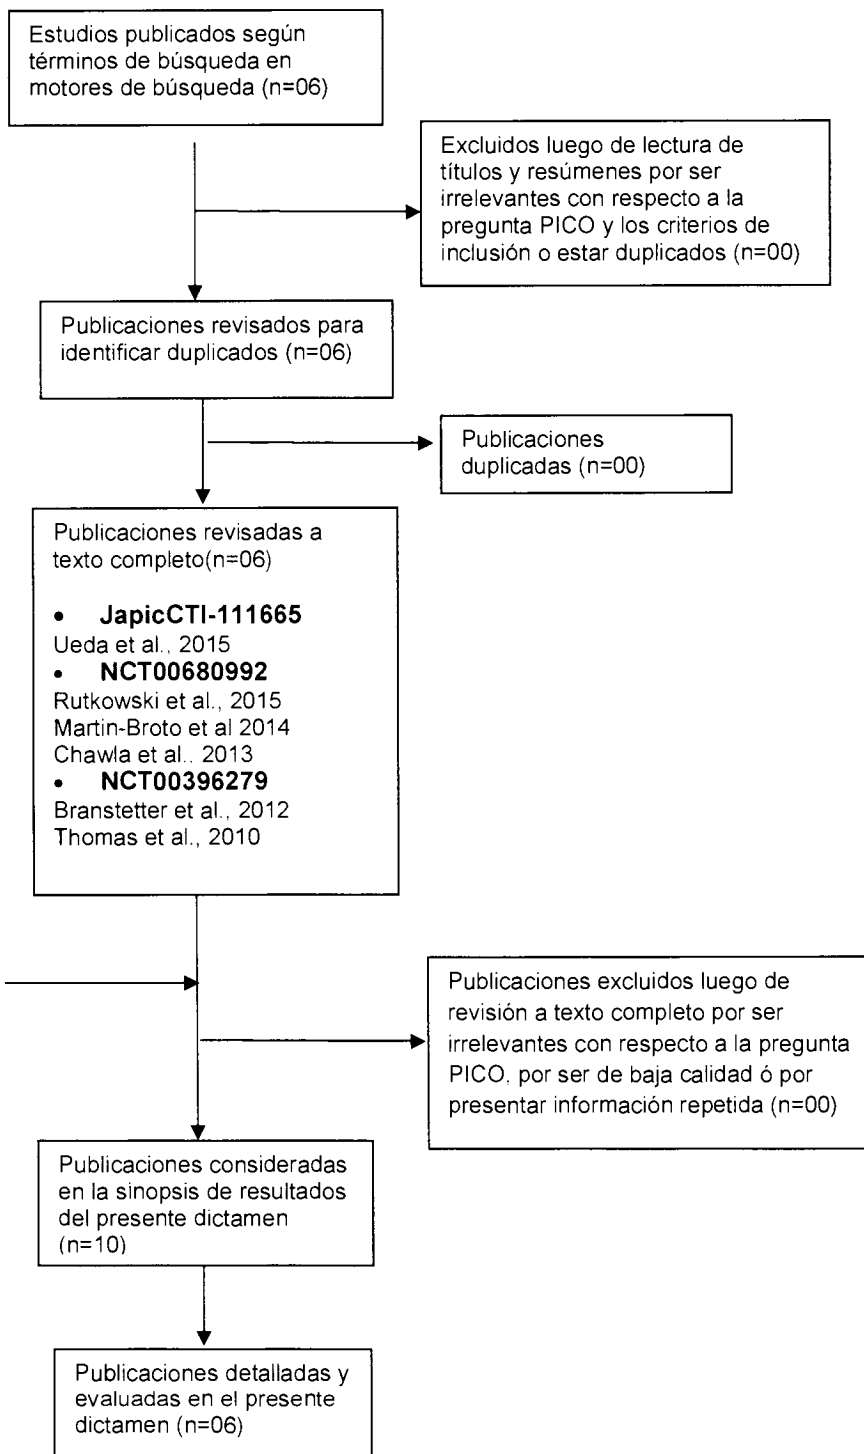 Estudios publicados según
términos de búsqueda en
motores de búsqueda (n=06)
Excluidos luego de lectura de
títulos y resúmenes por ser
irrelevantes con respecto a la
pregunta PICO y los criterios de
inclusión o estar duplicados (n=00)
Publicaciones revisados para
identificar duplicados (n=06)
Publicaciones
duplicadas (n=00)
Publicaciones revisadas a
texto completo(n=06)
• JapicCTI-111665
Ueda et al., 2015
• NCT00680992
Rutkowski et al., 2015
Martin-Broto et al 2014
Chawla et al., 2013
• NCT00396279
Branstetter et al., 2012
Thomas et al., 2010
Publicaciones excluidos luego de
revisión a texto completo por ser
irrelevantes con respecto a la pregunta
PICO, por ser de baja calidad ó por
presentar información repetida (n=00)
Publicaciones consideradas
en la sinopsis de resultados
del presente dictamen
(n=10)
Publicaciones detalladas y
evaluadas en el presente
dictamen (n=06)